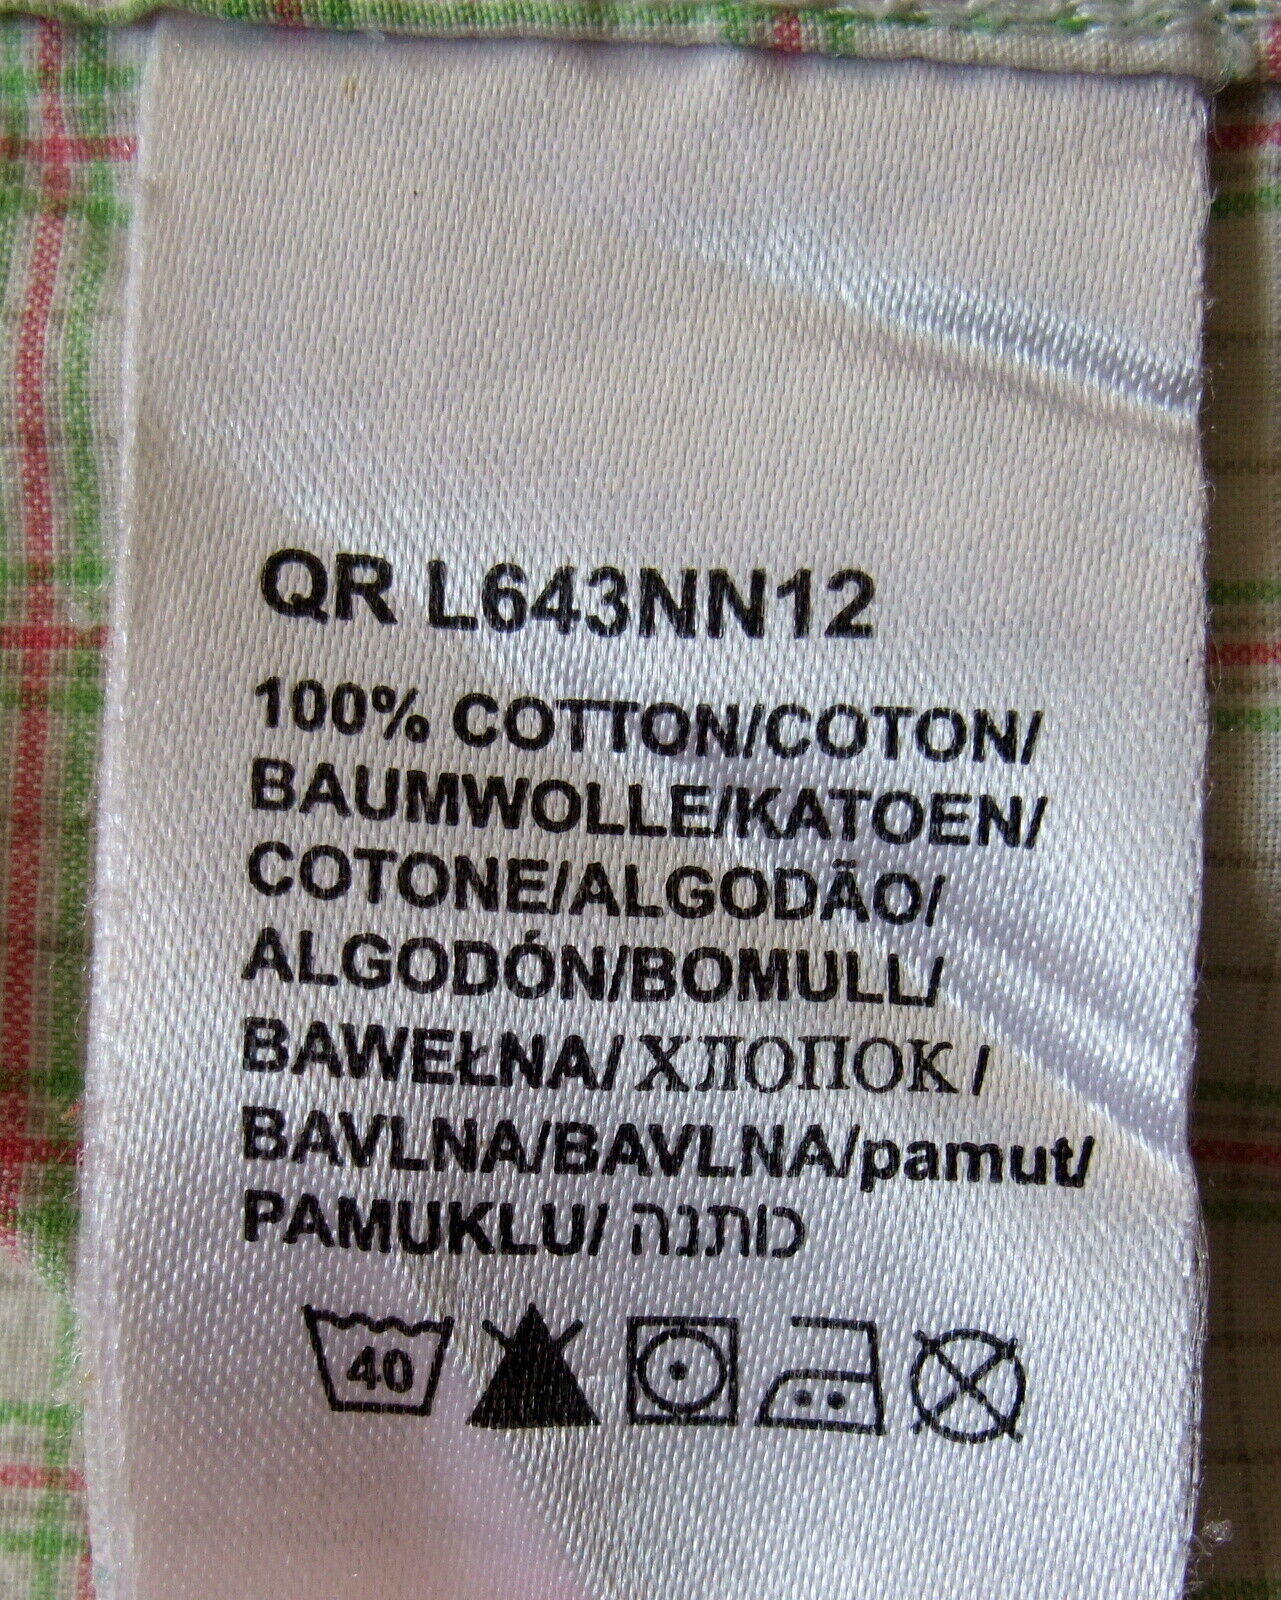 QR L643NN12
100% COTTON/COTON/
BAUMWOLLE/KATOEN/
COTONE/ALGODÃO/
ALGODÓN/BOMULL/
BAWEŁNA/ ХЛОПОК /
BAVLNA/BAVLNA/pamut/
PAMUKLU/ כותנה
40